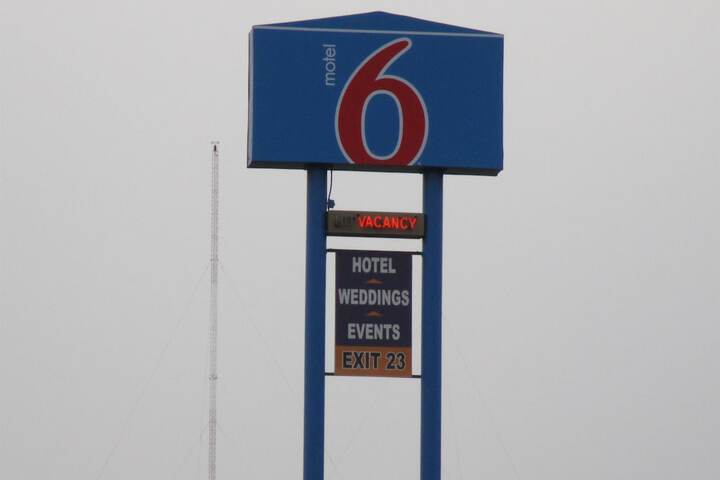 motel
6
VACANCY
HOTEL
WEDDINGS
EVENTS
EXIT 23